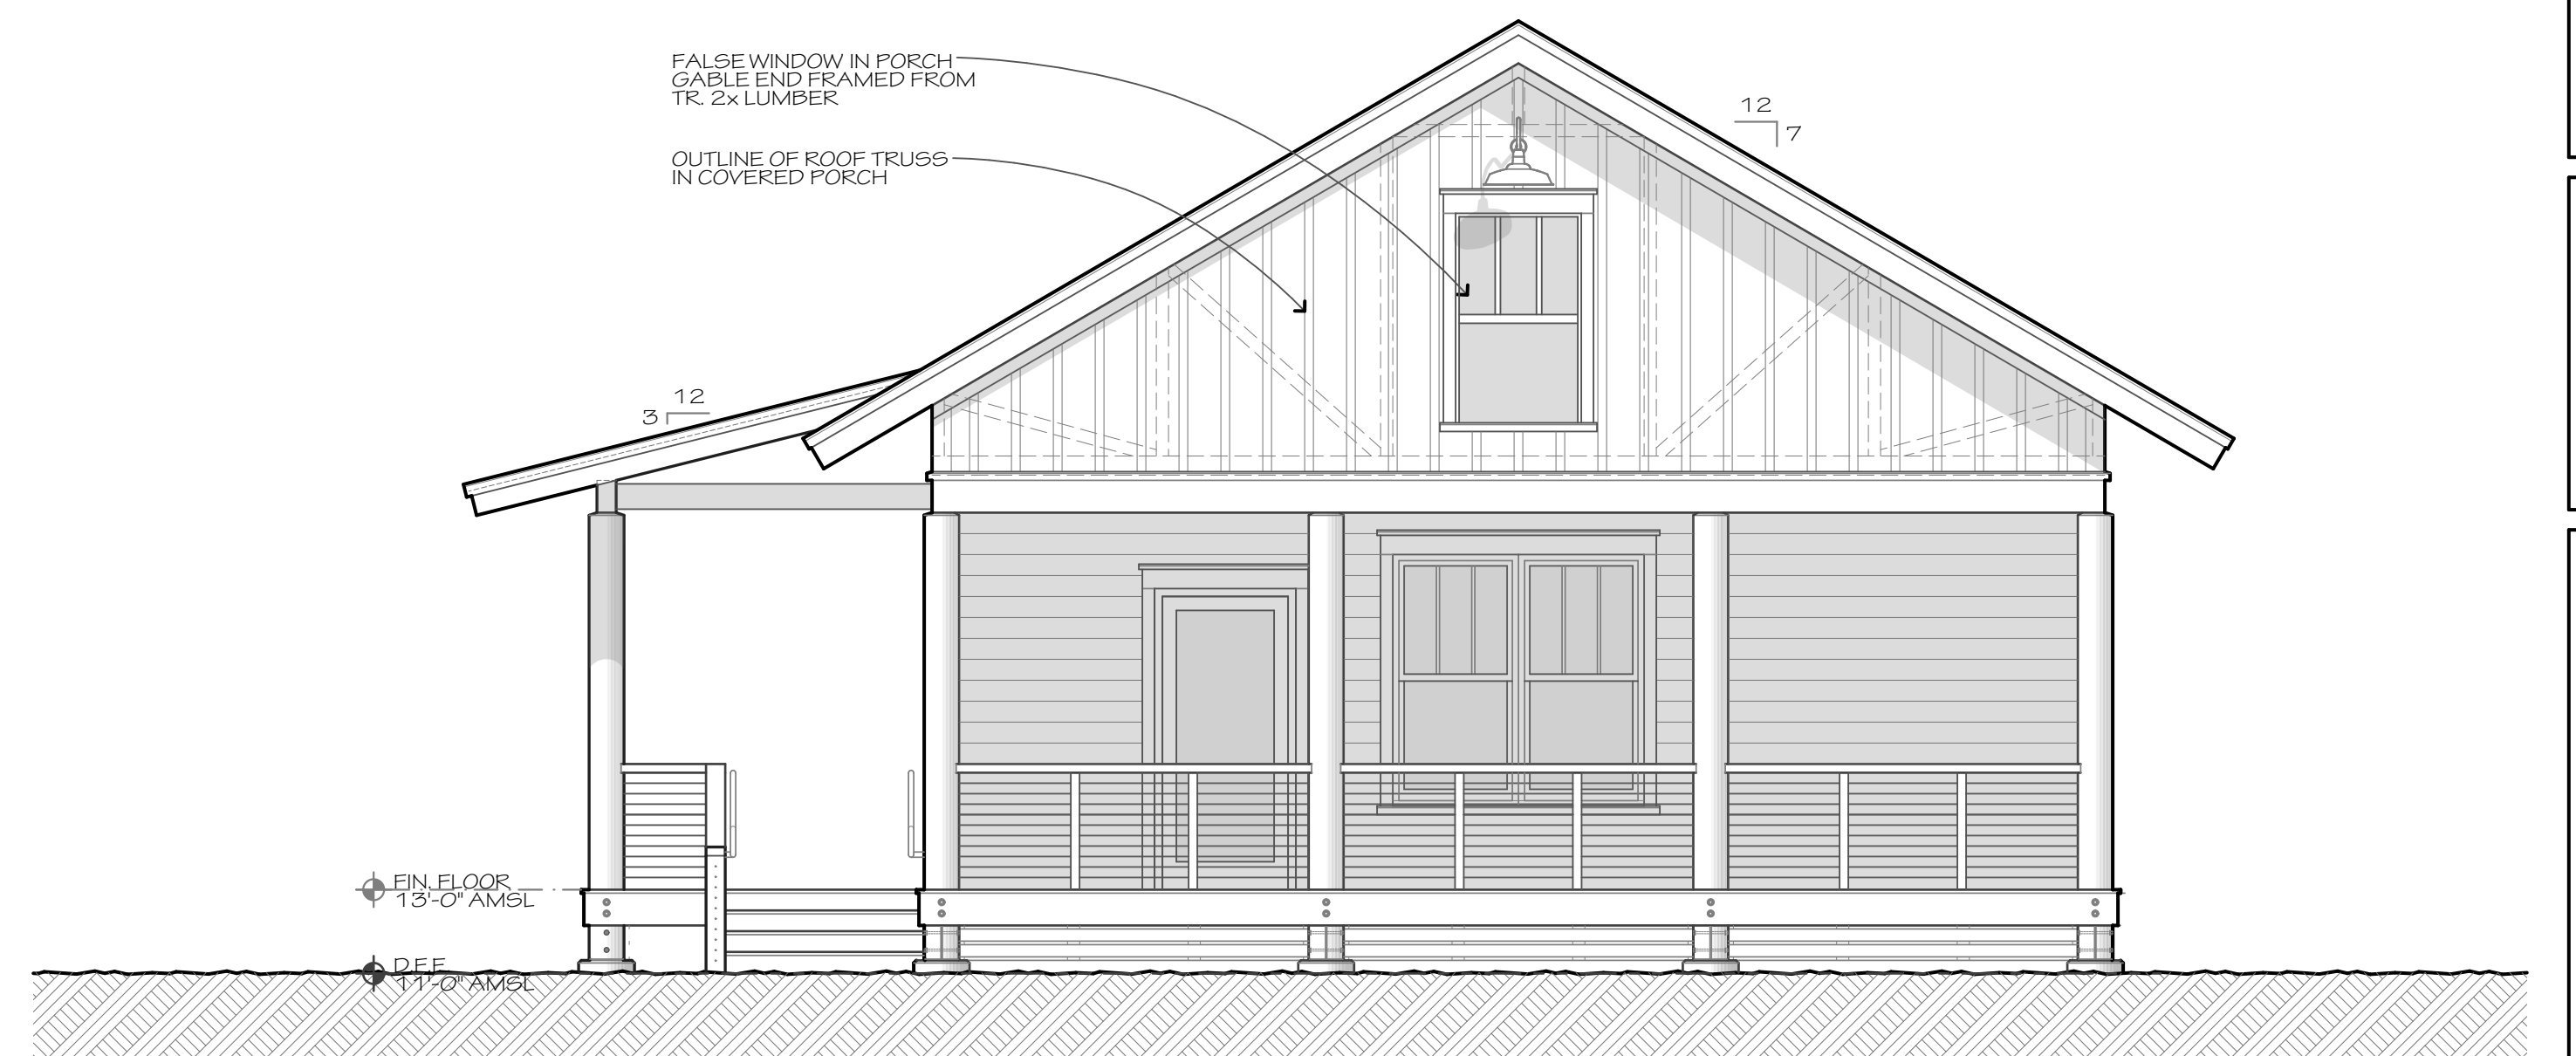 FALSE WINDOW IN PORCH
GABLE END FRAMED FROM
TR. 2x LUMBER
12
7
OUTLINE OF ROOF TRUSS
IN COVERED PORCH
12
3
FIN. FLOOR
13'-0" AMSL
D.F.E.
11'-0" AMSL